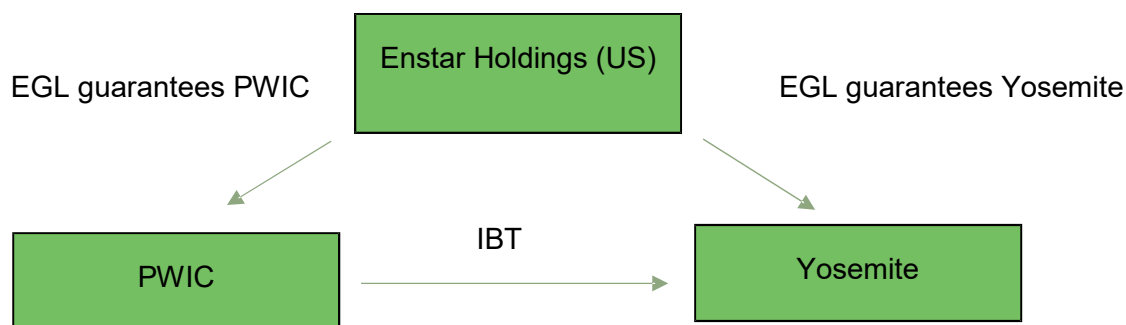 Enstar Holdings (US)
EGL guarantees PWIC
EGL guarantees Yosemite
IBT
PWIC
Yosemite